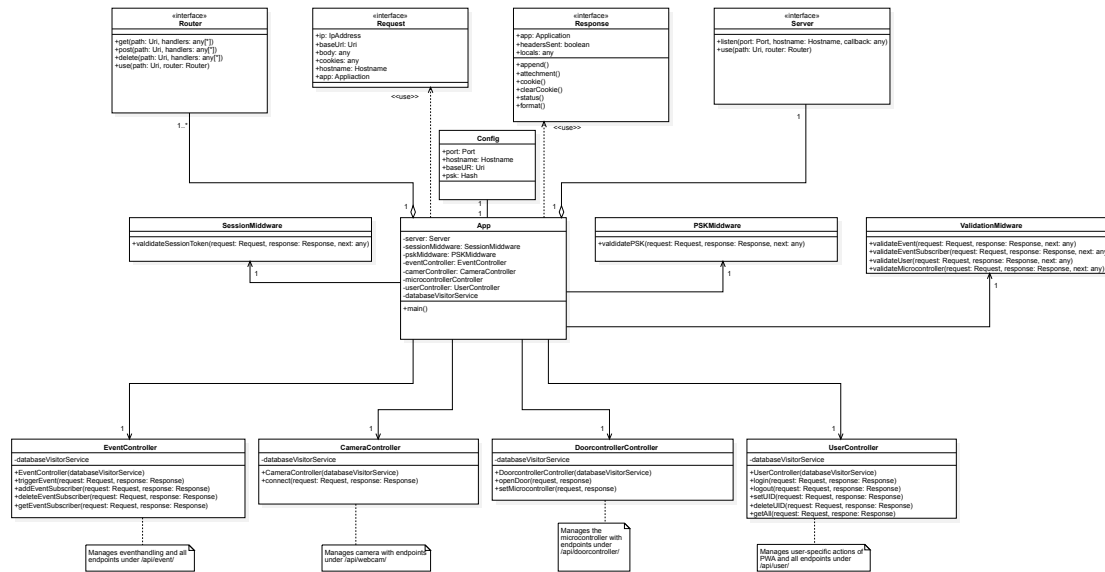 «interface»
Router
+get(path: Uri, handlers: any[*])
+post(path: Uri, handlers: any[*])
+delete(path: Uri, handlers: any[*])
+use(path: Uri, router: Router)
«interface»
Request
+ip: IpAddress
+baseUrl: Uri
+body: any
+cookies: any
+hostname: Hostname
+app: Appliaction
«interface»
Response
+app: Application
+headersSent: boolean
+locals: any
+append()
+attechment()
+cookie()
+clearCookie()
+status()
+format()
«interface»
Server
+listen(port: Port, hostname: Hostname, callback: any)
+use(path: Uri, router: Router)
<<use>>
<<use>>
1..*
1
Config
+port: Port
+hostname: Hostname
+baseUR: Uri
+psk: Hash
1
1
1
1
SessionMiddware
+valdidateSessionToken(request: Request, response: Response, next: any)
1
App
-server: Server
-sessionMiddware: SessionMiddware
-pskMiddware: PSKMiddware
-eventController: EventController
-camerController: CameraController
-microcontrollerController
-userController: UserController
-databaseVisitorService
+main()
PSKMiddware
+valdidatePSK(request: Request, response: Response, next: any)
1
ValidationMidware
+validateEvent(request: Request, response: Response, next: any)
+validateEventSubscriber(request: Request, response: Response, next: any)
+validateUser(request: Request, response: Response, next: any)
+validateMicrocontroller(request: Request, response: Response, next: any)
1
1
1
1
1
EventController
-databaseVisitorService
+EventController(databaseVisitorService)
+triggerEvent(request: Request, response: Response)
+addEventSubscriber(request: Request, response: Response)
+deleteEventSubscriber(request: Request, response: Response)
+getEventSubscriber(request: Request, response: Response)
CameraController
-databaseVisitorService
+CameraController(databaseVisitorService)
+connect(request: Request, response: Response)
DoorcontrollerController
-databaseVisitorService
+DoorcontrollerController(databaseVisitorService)
+openDoor(request, response)
+setMicrocontroller(request, response)
UserController
-databaseVisitorService
+UserController(databaseVisitorService)
+login(request: Request, response: Response)
+logout(request: Request, response: Response)
+setUID(request: Request, response: Response)
+deleteUID(request: Request, response: Response)
+getAll(request: Request, respone: Response)
Manages eventhandling and all
endpoints under /api/event/
Manages camera with endpoints
under /api/webcam/
Manages the
microcontroller with
endpoints under
/api/doorcontroller/
Manages user-specific actions of
PWA and all endpoints under
/api/user/